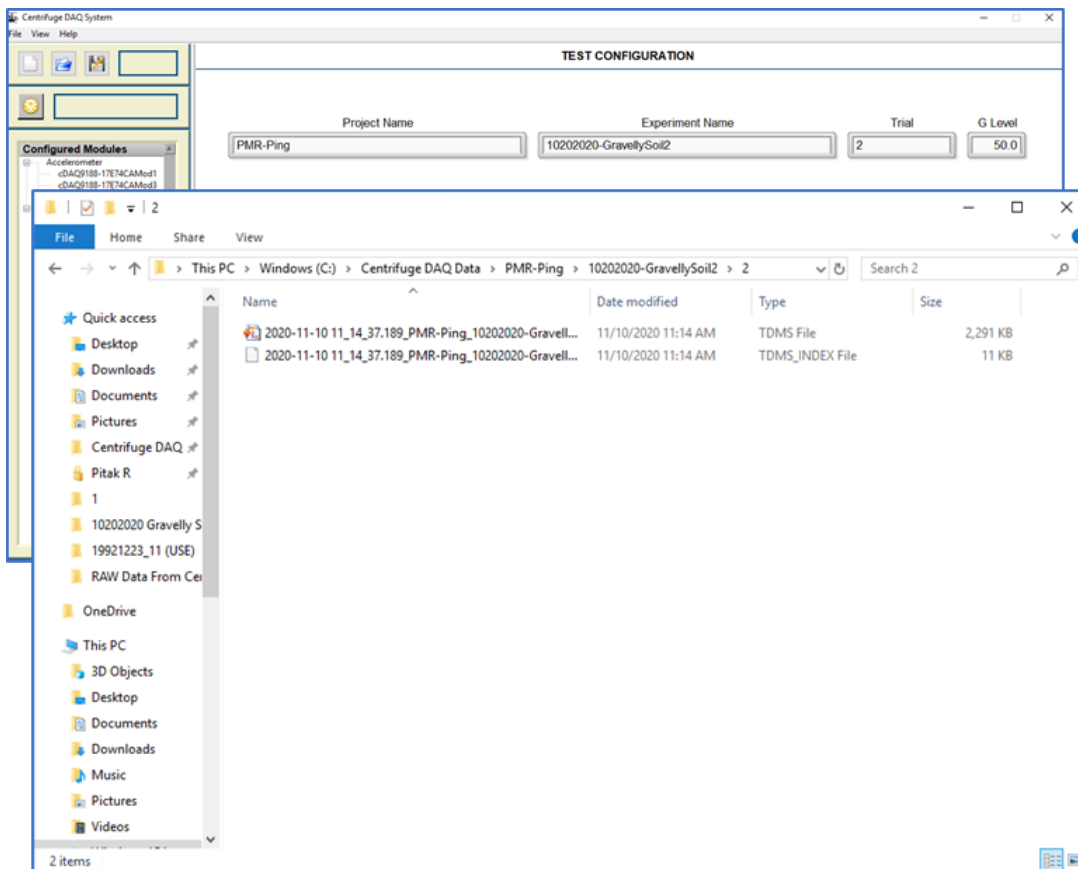 Centrifuge DAQ System
File View Help
TEST CONFIGURATION
Project Name Experiment Name Trial G Level
PMR-Ping 10202020-GravellySoil2 2 50.0
Configured Modules
Accelerometer
cDAQ9188-17E74CAMod1
cDAQ9188-17E74CAMod3
2
File Home Share View
This PC > Windows (C:) > Centrifuge DAQ Data > PMR-Ping > 10202020-GravellySoil2 > 2 Search 2
Name Date modified Type Size
2020-11-10 11_14_37.189_PMR-Ping_10202020-Gravell... 11/10/2020 11:14 AM TDMS File 2,291 KB
2020-11-10 11_14_37.189_PMR-Ping_10202020-Gravell... 11/10/2020 11:14 AM TDMS_INDEX File 11 KB
Quick access
Desktop
Downloads
Documents
Pictures
Centrifuge DAQ
Pitak R
1
10202020 Gravelly S
19921223_11 (USE)
RAW Data From Cen
OneDrive
This PC
3D Objects
Desktop
Documents
Downloads
Music
Pictures
Videos
2 items